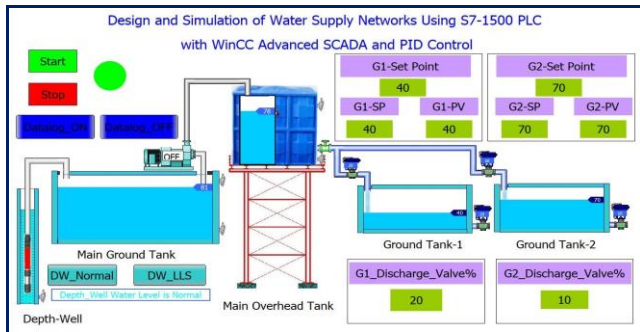 Design and Simulation of Water Supply Networks Using S7-1500 PLC
with WinCC Advanced SCADA and PID Control
Start
Stop
Datalog_ON
Datalog_OFF
OFF
G1-Set Point
40
G1-SP
G1-PV
40
40
G2-Set Point
70
G2-SP
G2-PV
70
70
Main Ground Tank
DW_Normal
DW_LLS
Depth_Well Water Level is Normal
Depth-Well
Main Overhead Tank
40
Ground Tank-1
70
Ground Tank-2
G1_Discharge_Valve%
20
G2_Discharge_Valve%
10